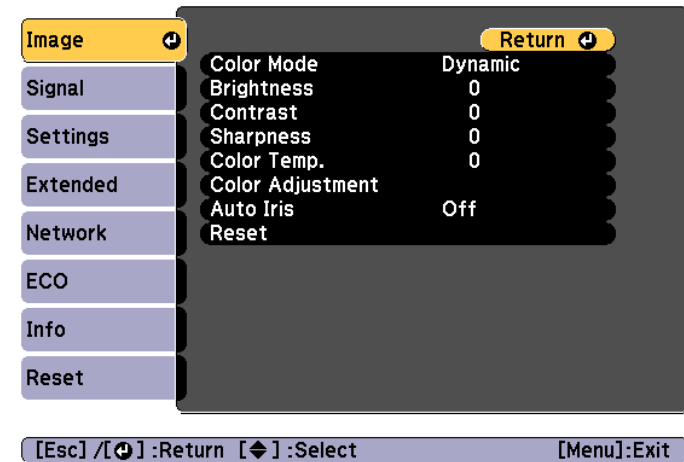 Image
Signal
Settings
Extended
Network
ECO
Info
Reset
Return
Color Mode Dynamic
Brightness 0
Contrast 0
Sharpness 0
Color Temp. 0
Color Adjustment
Auto Iris Off
Reset
[Esc] /[⏎] :Return [◆] :Select [Menu]:Exit